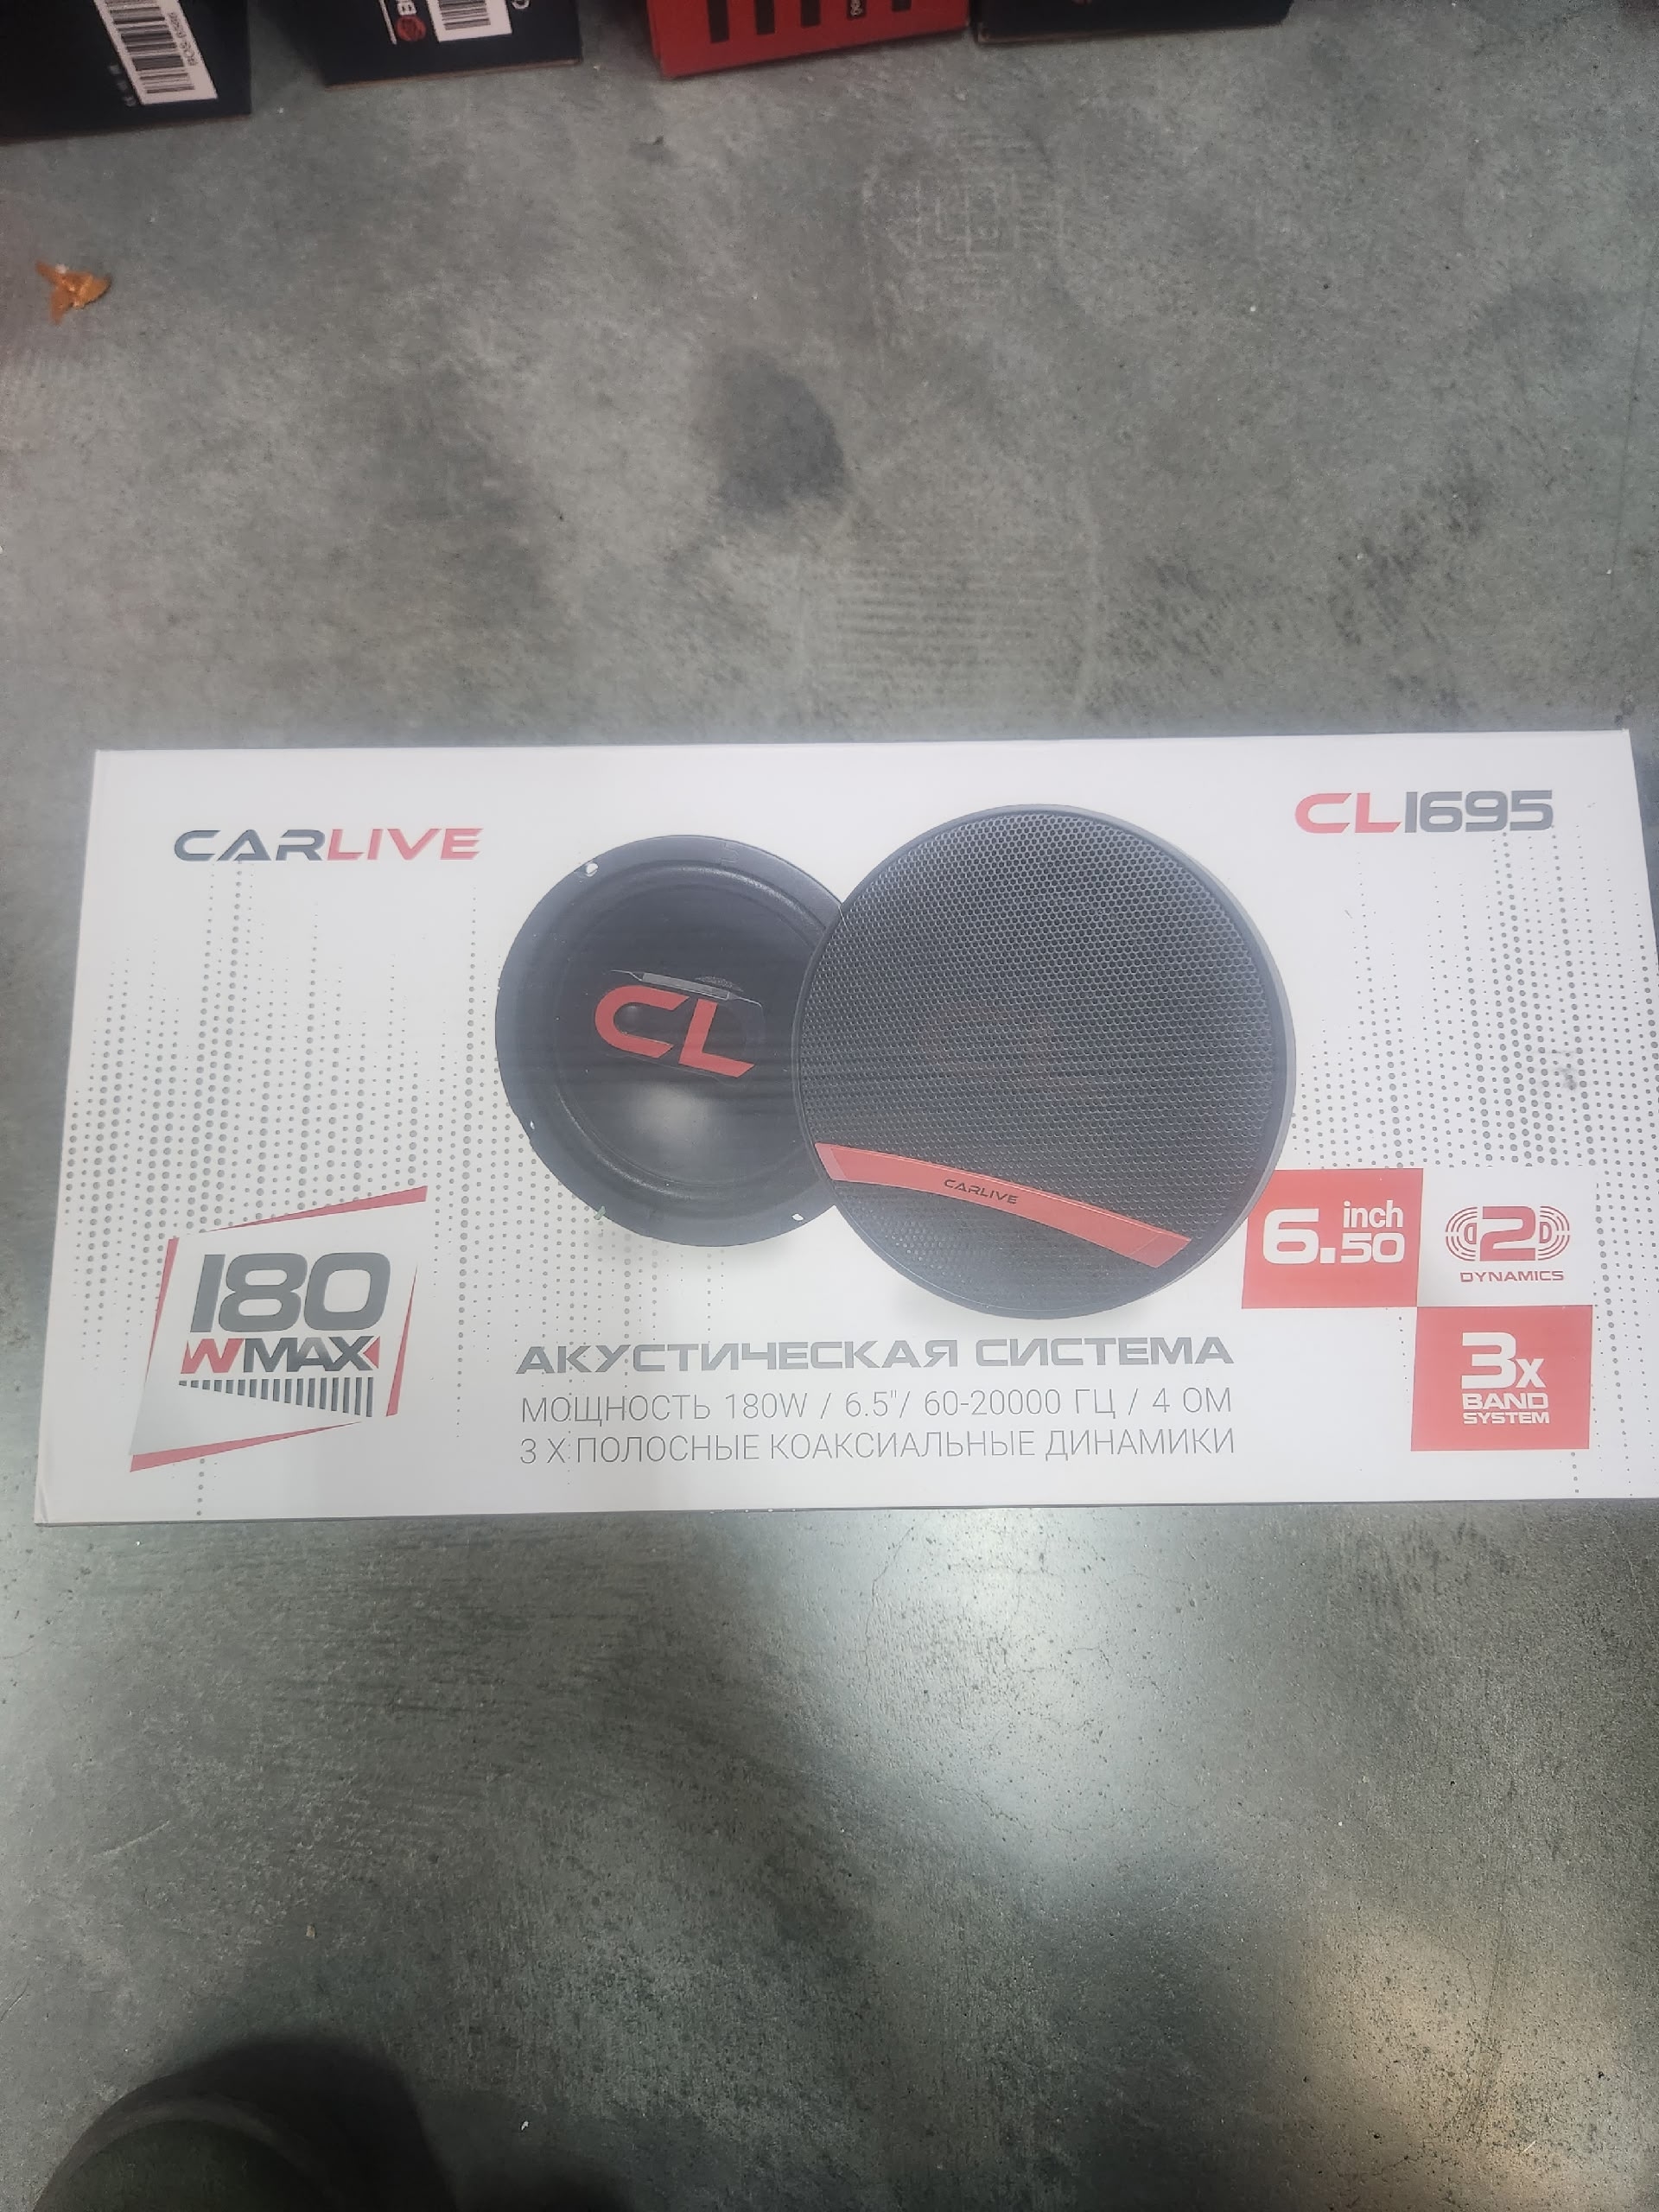 CARLIVE
CL1695
CL
CARLIVE
6.50 inch
2
DYNAMICS
180
WMAX
3x
BAND
SYSTEM
АКУСТИЧЕСКАЯ СИСТЕМА
МОЩНОСТЬ 180W / 6.5"/ 60-20000 ГЦ / 4 ОМ
3 Х ПОЛОСНЫЕ КОАКСИАЛЬНЫЕ ДИНАМИКИ